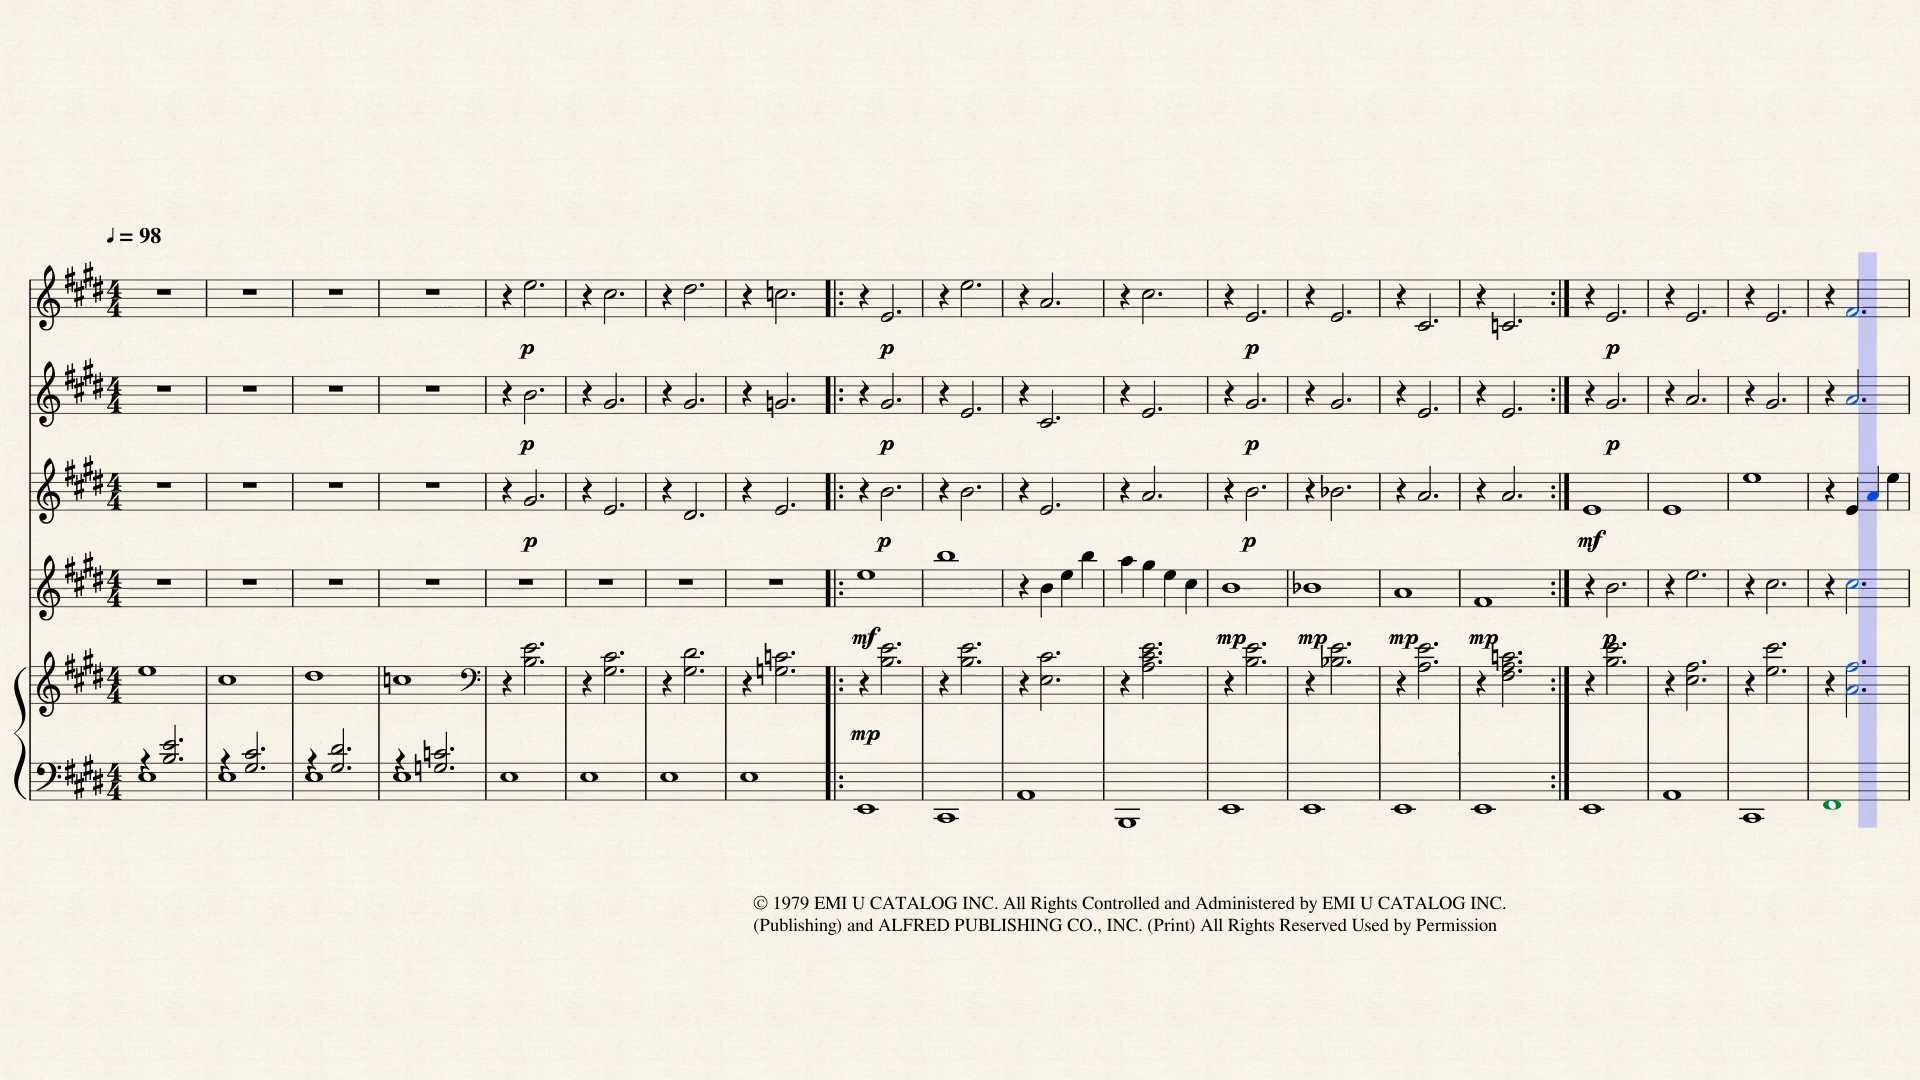 ♩ = 98
p p p p
p p p p
p p p mf
mf mp mp mp mp p
mp
© 1979 EMI U CATALOG INC. All Rights Controlled and Administered by EMI U CATALOG INC.
(Publishing) and ALFRED PUBLISHING CO., INC. (Print) All Rights Reserved Used by Permission